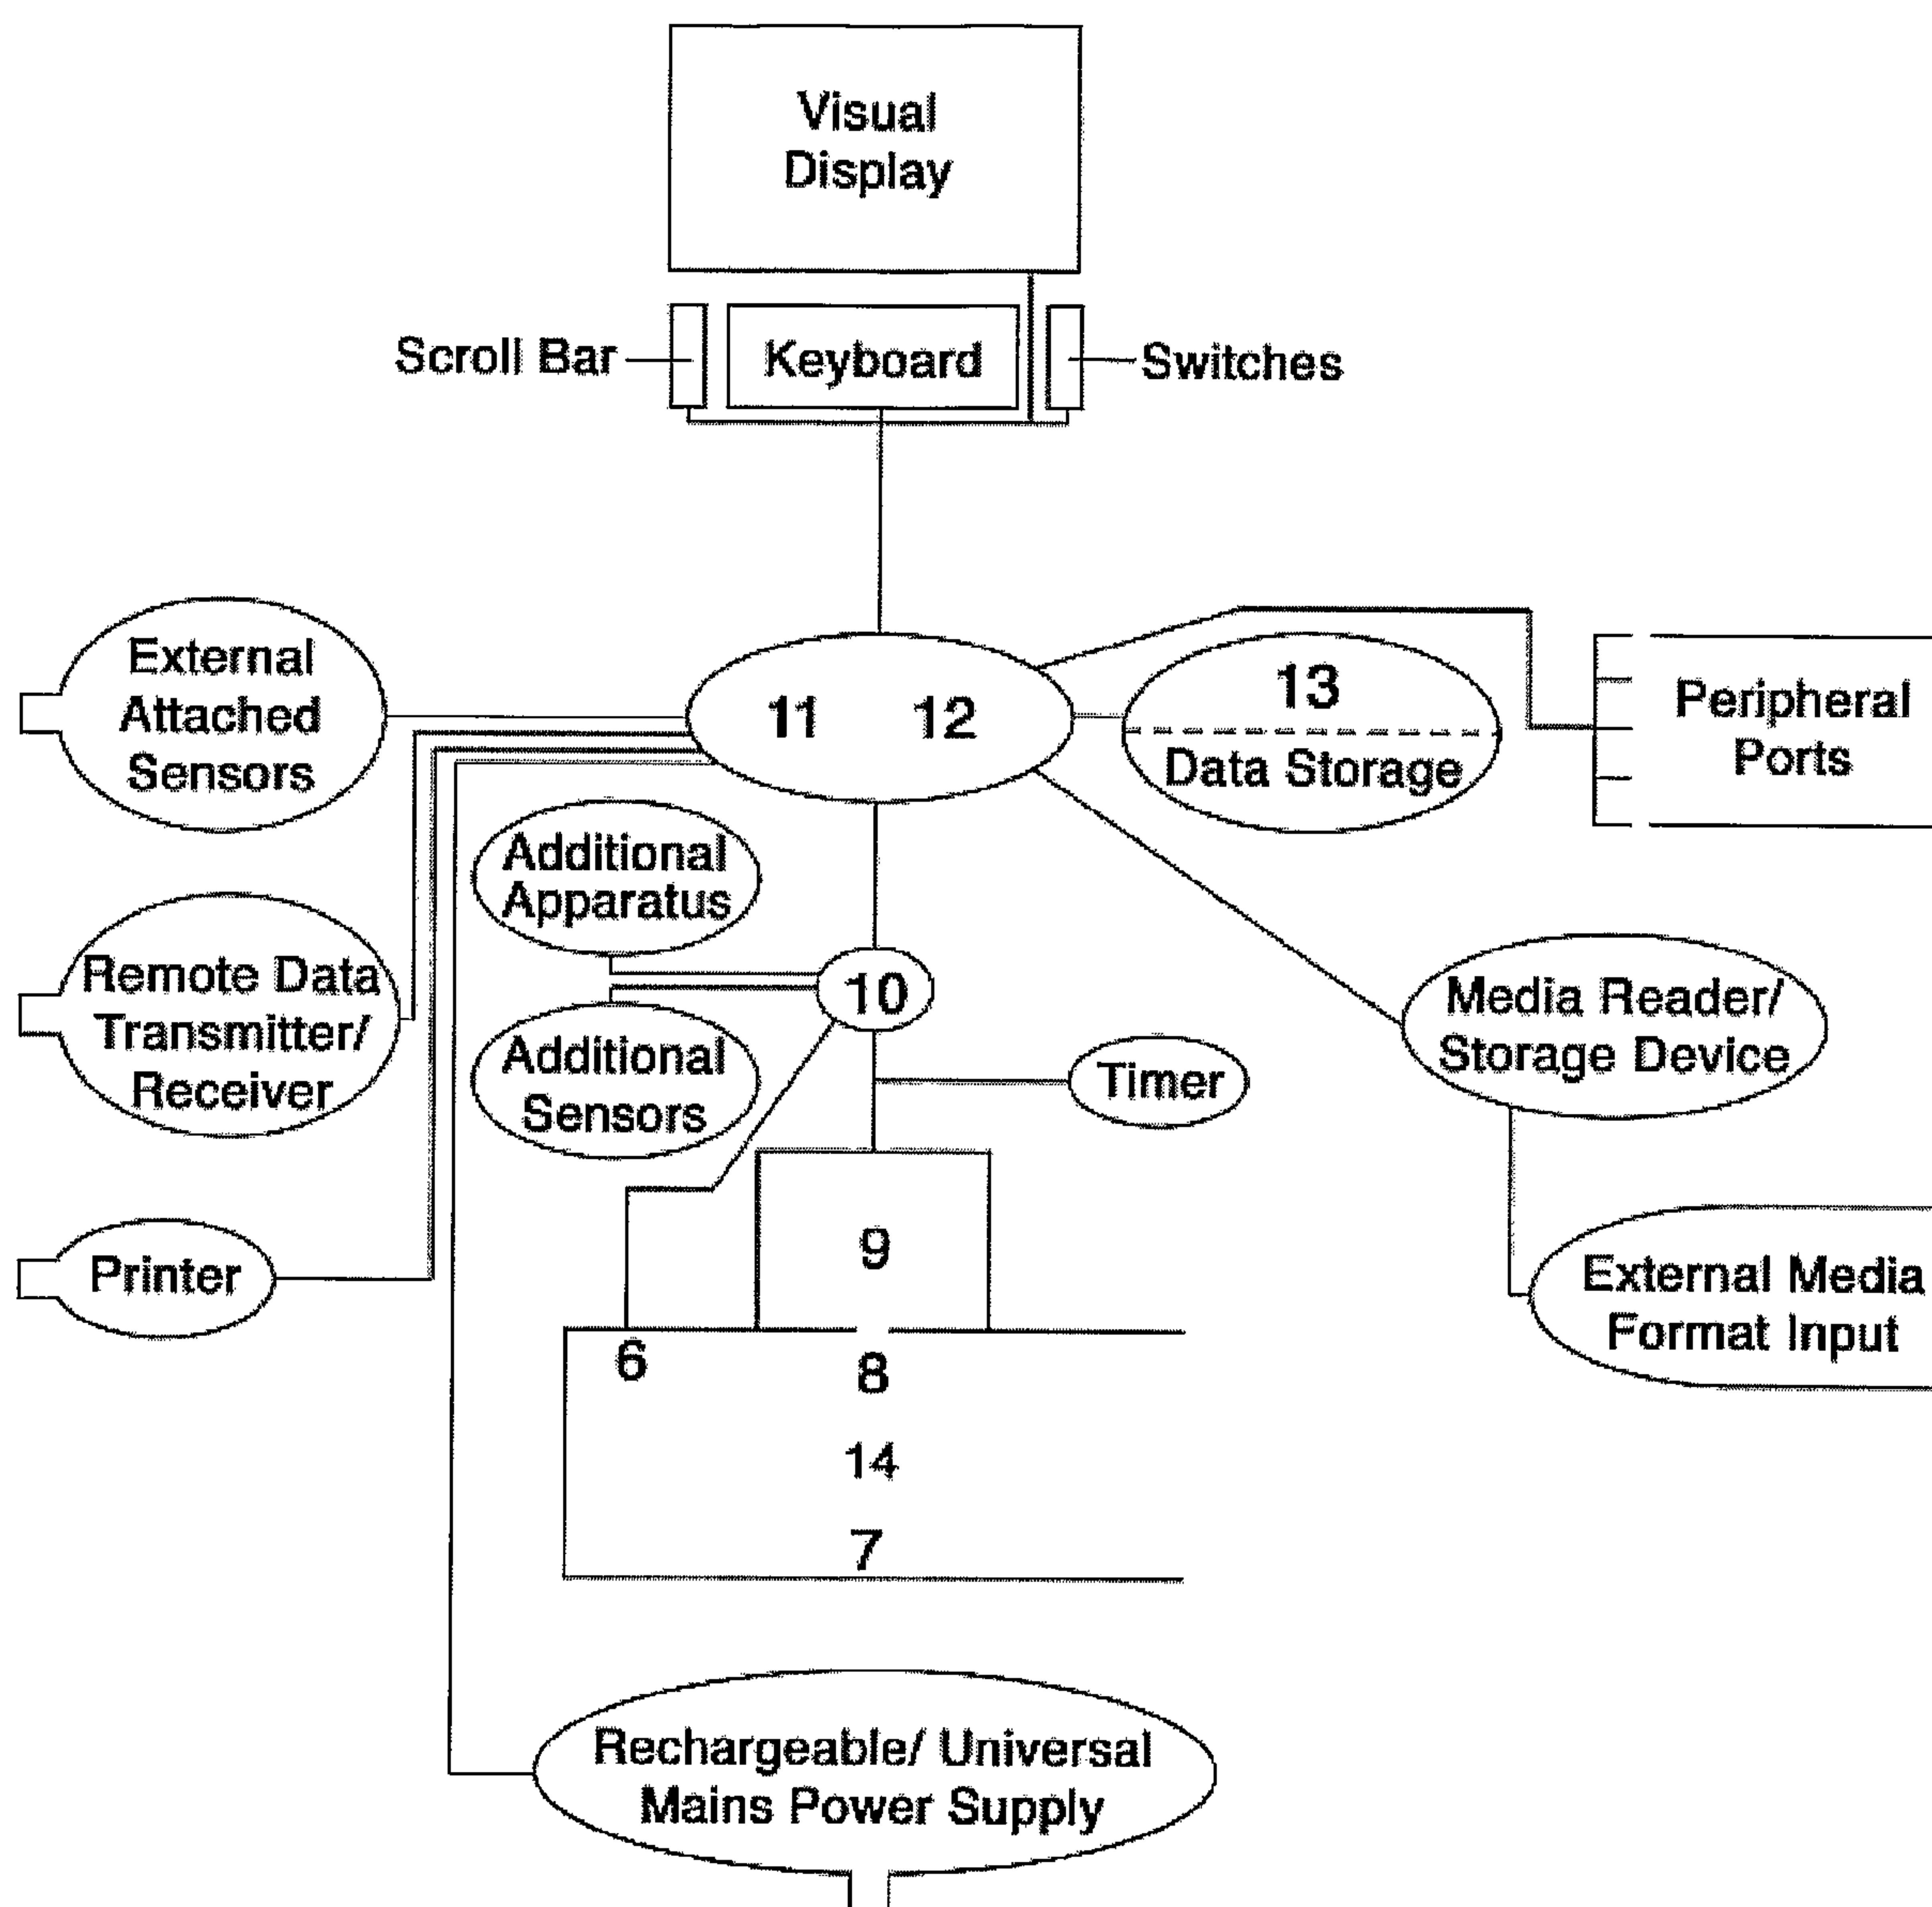 Visual
Display
Scroll Bar
Keyboard
Switches
External
Attached
Sensors
11 12
13
Data Storage
Peripheral
Ports
Additional
Apparatus
Remote Data
Transmitter/
Receiver
10
Media Reader/
Storage Device
Additional
Sensors
Timer
Printer
9
External Media
Format Input
6
8
14
7
Rechargeable/ Universal
Mains Power Supply